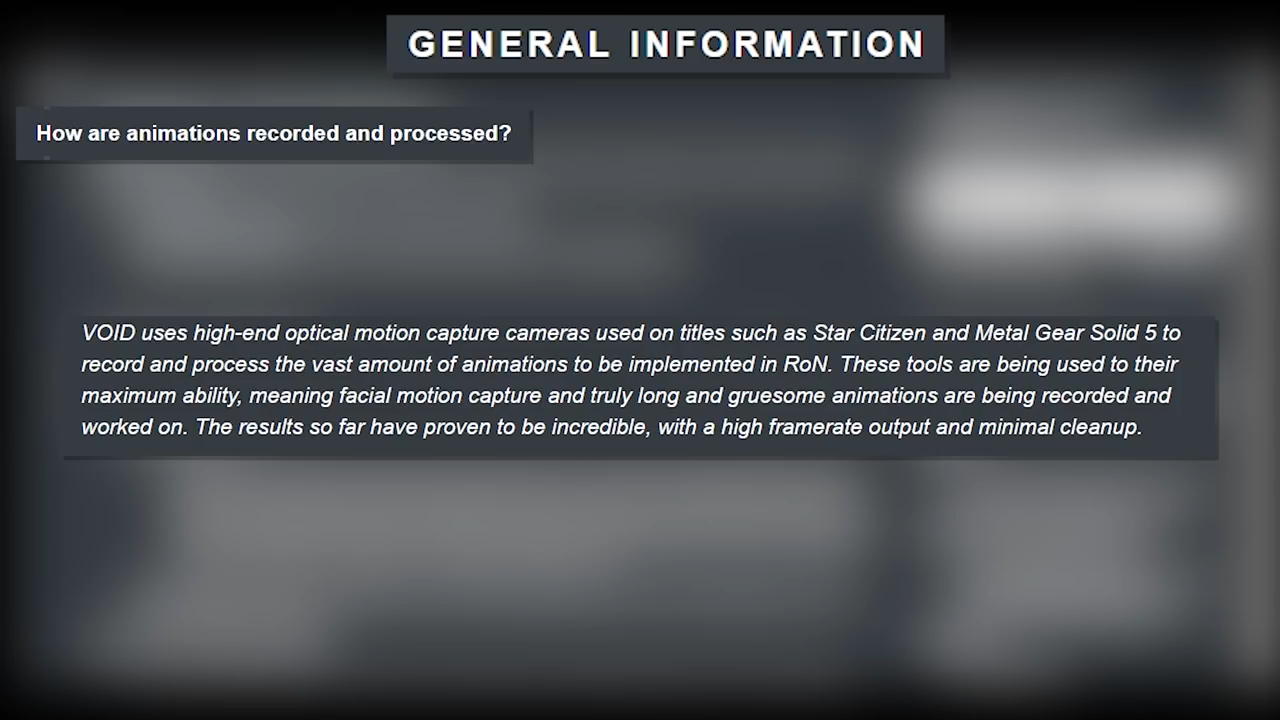 GENERAL INFORMATION
How are animations recorded and processed?
VOID uses high-end optical motion capture cameras used on titles such as Star Citizen and Metal Gear Solid 5 to
record and process the vast amount of animations to be implemented in RoN. These tools are being used to their
maximum ability, meaning facial motion capture and truly long and gruesome animations are being recorded and
worked on. The results so far have proven to be incredible, with a high framerate output and minimal cleanup.